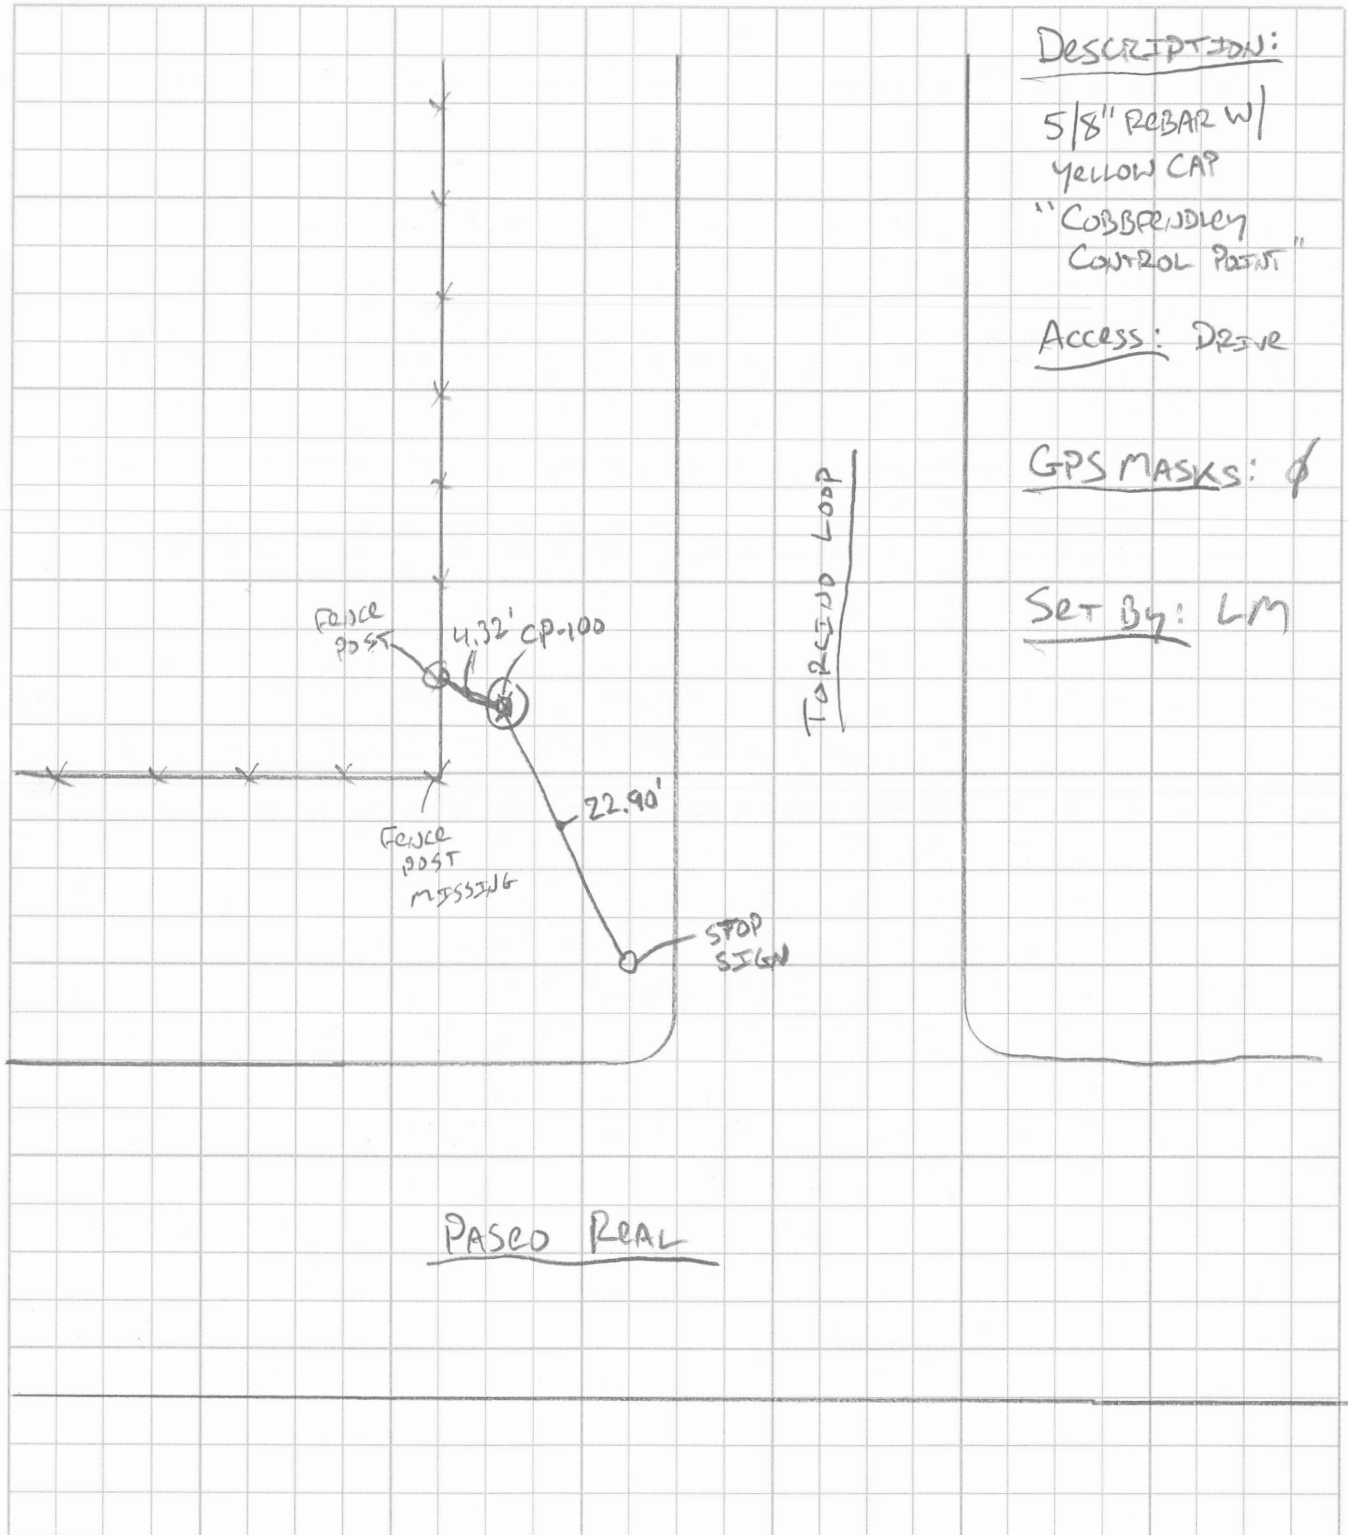 DESCRIPTION:
5/8" REBAR W/
YELLOW CAP
"COBBFENDLEY
CONTROL POINT"
ACCESS: DRIVE
GPS MASKS: ∅
SET BY: LM
TORCIDO LOOP
FENCE
POST
4.32'
CP-100
22.90'
FENCE
POST
MISSING
STOP
SIGN
PASEO REAL